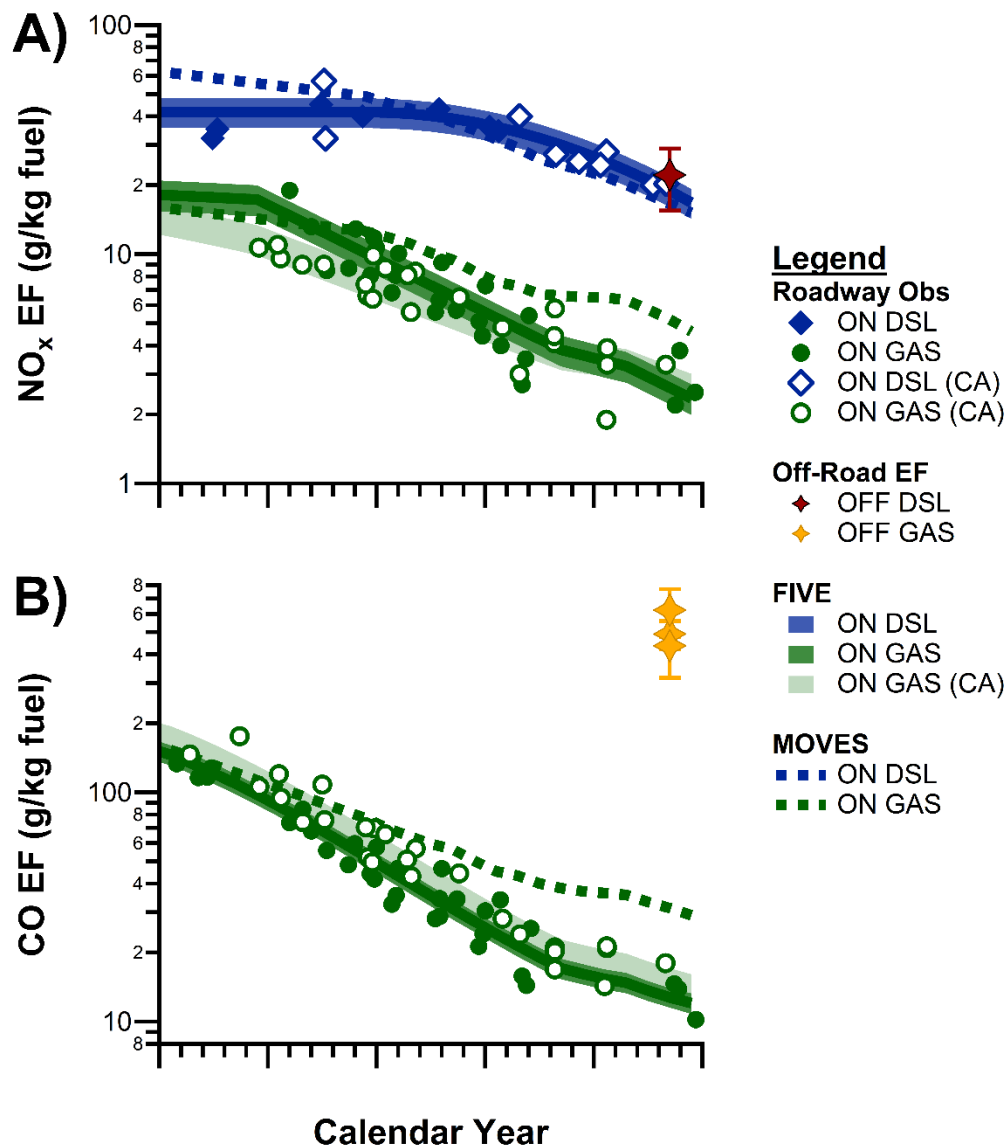 A)
100
8
6
4
2
10
8
6
4
2
1
NOx EF (g/kg fuel)
B)
8
6
4
2
100
8
6
4
2
10
8
CO EF (g/kg fuel)
Calendar Year
Legend
Roadway Obs
ON DSL
ON GAS
ON DSL (CA)
ON GAS (CA)
Off-Road EF
OFF DSL
OFF GAS
FIVE
ON DSL
ON GAS
ON GAS (CA)
MOVES
ON DSL
ON GAS